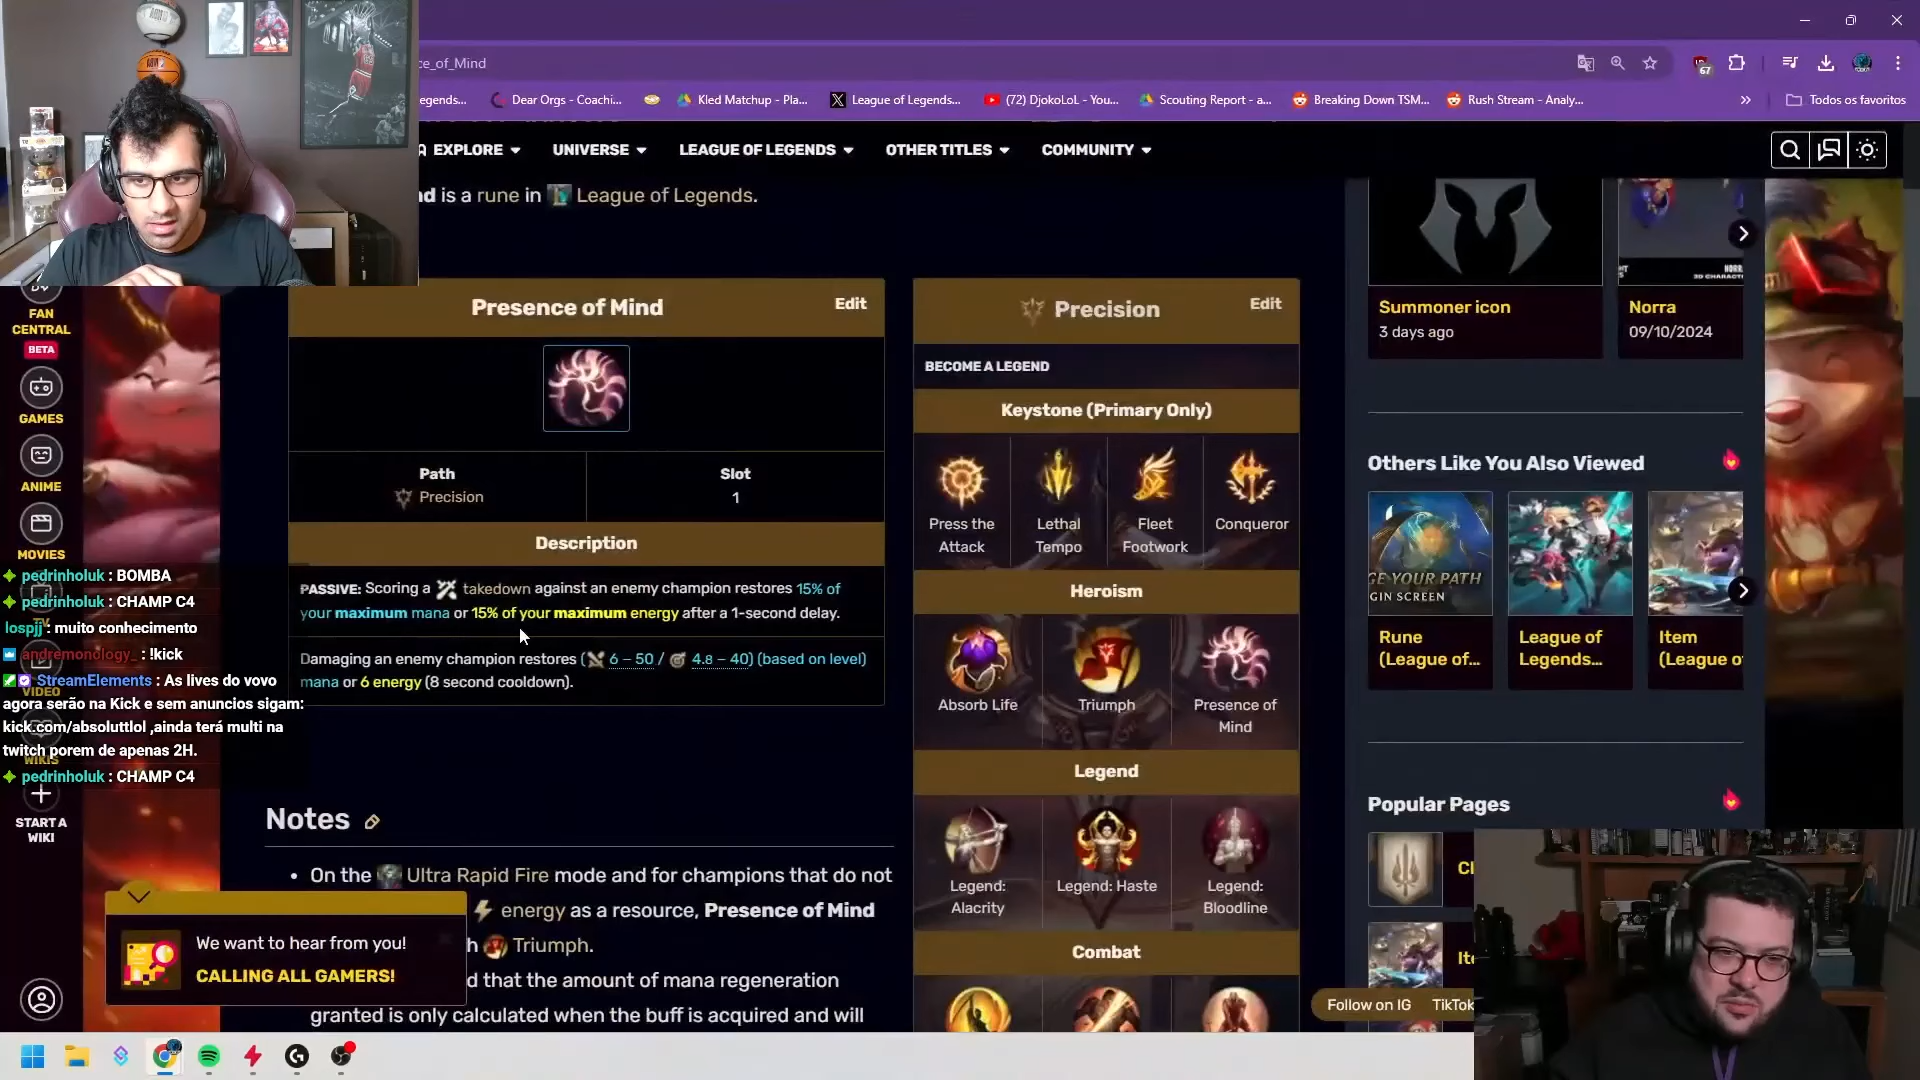 ce_of_Mind
67
egends...
Dear Orgs - Coachi...
Kled Matchup - Pla...
League of Legends...
(72) DjokoLoL - You...
Scouting Report - a...
Breaking Down TSM...
Rush Stream - Analy...
Todos os favoritos
EXPLORE
UNIVERSE
LEAGUE OF LEGENDS
OTHER TITLES
COMMUNITY
nd is a rune in League of Legends.
Presence of Mind
Edit
Path
Precision
Slot
1
Description
PASSIVE: Scoring a takedown against an enemy champion restores 15% of
your maximum mana or 15% of your maximum energy after a 1-second delay.
Damaging an enemy champion restores (6 – 50 / 4.8 – 40) (based on level)
mana or 6 energy (8 second cooldown).
Notes
• On the Ultra Rapid Fire mode and for champions that do not
energy as a resource, Presence of Mind
h Triumph.
d that the amount of mana regeneration
granted is only calculated when the buff is acquired and will
Precision
Edit
BECOME A LEGEND
Keystone (Primary Only)
Press the
Attack
Lethal
Tempo
Fleet
Footwork
Conqueror
Heroism
Absorb Life
Triumph
Presence of
Mind
Legend
Legend:
Alacrity
Legend: Haste
Legend:
Bloodline
Combat
Summoner icon
3 days ago
Norra
09/10/2024
Others Like You Also Viewed
GE YOUR PATH
GIN SCREEN
Rune
(League of...
League of
Legends...
Item
(League o
Popular Pages
Cl
Ite
Follow on IG
TikTok
FAN
CENTRAL
BETA
GAMES
ANIME
MOVIES
TV
VIDEO
WIKIS
START A
WIKI
pedrinholuk : BOMBA
pedrinholuk : CHAMP C4
lospjj : muito conhecimento
andremonology_ : !kick
StreamElements : As lives do vovo
agora serão na Kick e sem anuncios sigam:
kick.com/absoluttlol ,ainda terá multi na
twitch porem de apenas 2H.
pedrinholuk : CHAMP C4
We want to hear from you!
CALLING ALL GAMERS!